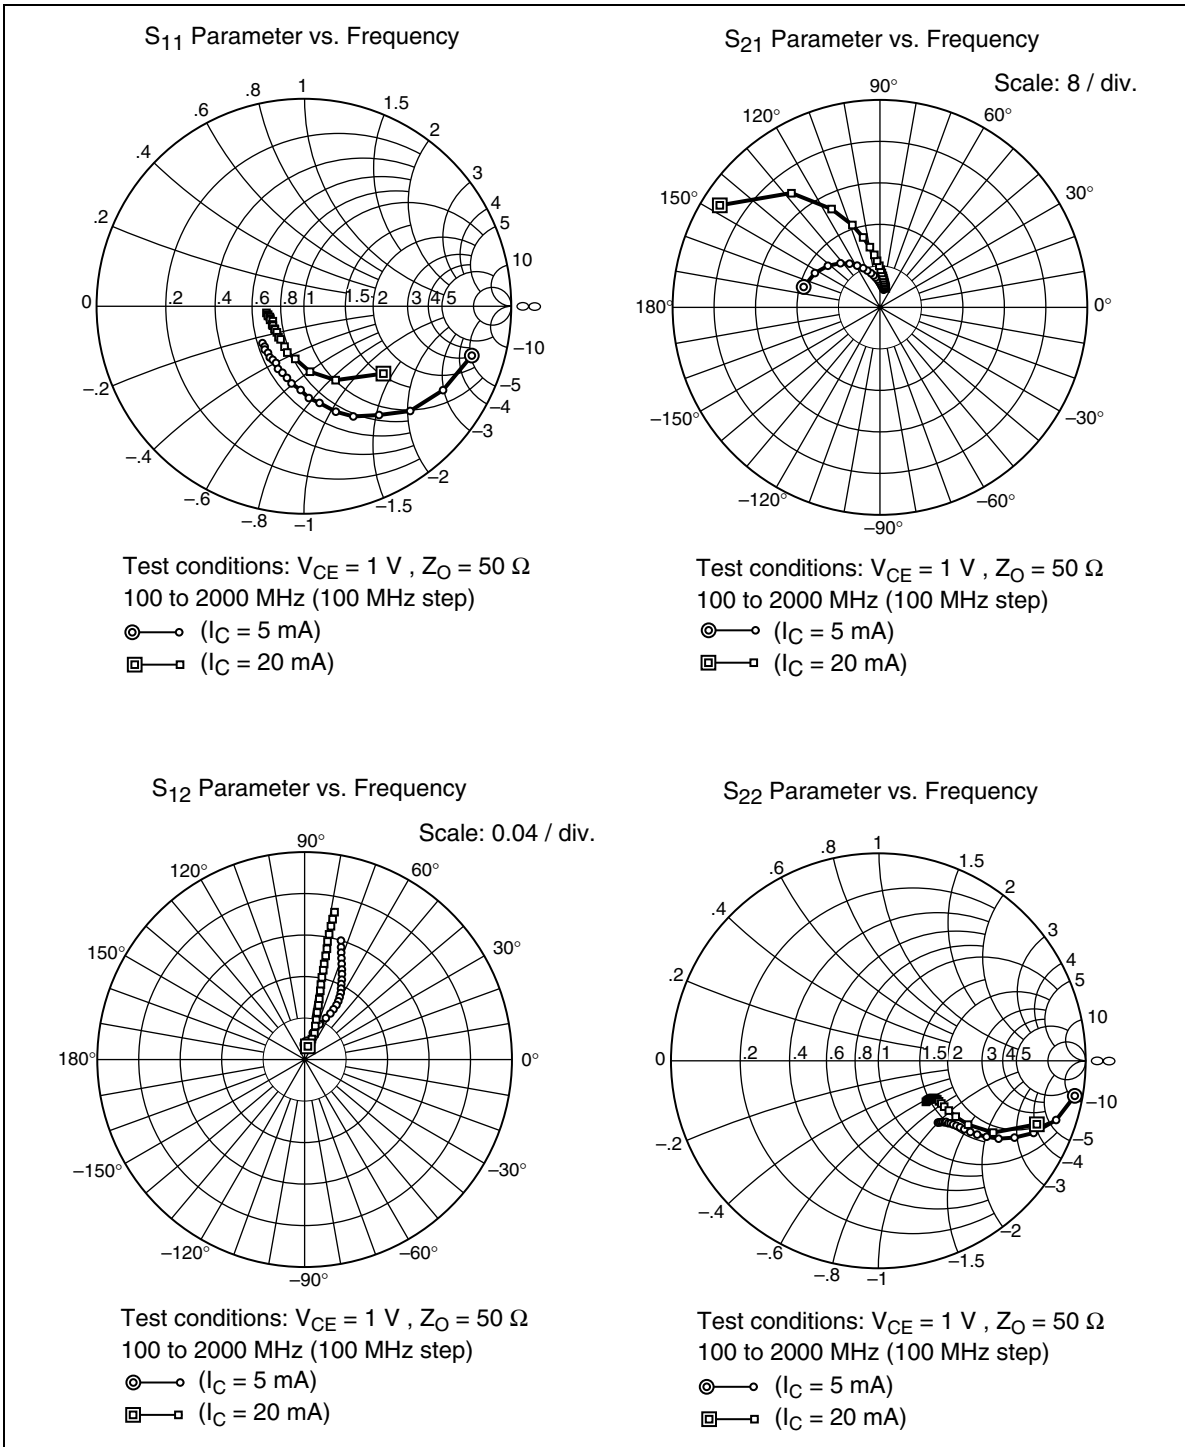 S11 Parameter vs. Frequency
.8 1 1.5
.6 2
.4 3
.2 4
5
10
0 .2 .4 .6 .8 1 1.5 2 3 4 5 ∞
–10
–.2 –5
–4
–.4 –3
–.6 –2
–.8 –1 –1.5
Test conditions: VCE = 1 V , ZO = 50 Ω
100 to 2000 MHz (100 MHz step)
(IC = 5 mA)
(IC = 20 mA)
S21 Parameter vs. Frequency
Scale: 8 / div.
90°
120° 60°
150° 30°
180° 0°
–150° –30°
–120° –60°
–90°
Test conditions: VCE = 1 V , ZO = 50 Ω
100 to 2000 MHz (100 MHz step)
(IC = 5 mA)
(IC = 20 mA)
S12 Parameter vs. Frequency
Scale: 0.04 / div.
90°
120° 60°
150° 30°
180° 0°
–150° –30°
–120° –60°
–90°
Test conditions: VCE = 1 V , ZO = 50 Ω
100 to 2000 MHz (100 MHz step)
(IC = 5 mA)
(IC = 20 mA)
S22 Parameter vs. Frequency
.8 1 1.5
.6 2
.4 3
.2 4
5
10
0 .2 .4 .6 .8 1 1.5 2 3 4 5 ∞
–10
–.2 –5
–4
–.4 –3
–.6 –2
–.8 –1 –1.5
Test conditions: VCE = 1 V , ZO = 50 Ω
100 to 2000 MHz (100 MHz step)
(IC = 5 mA)
(IC = 20 mA)